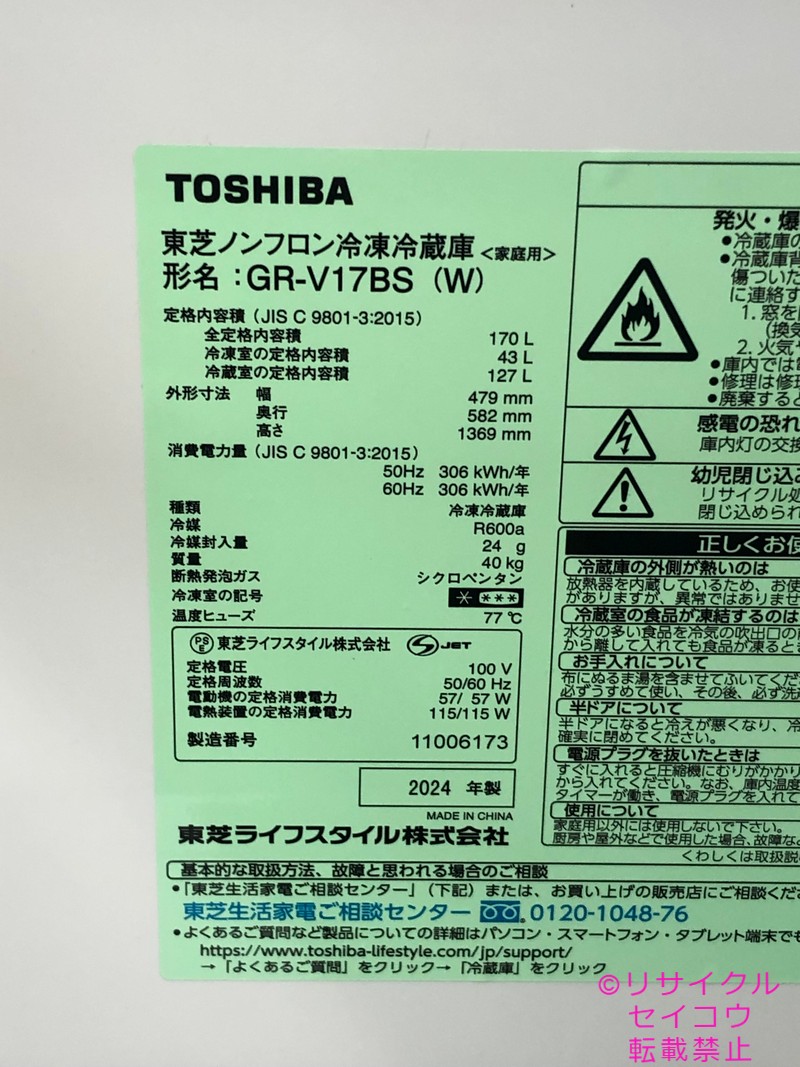 TOSHIBA
東芝ノンフロン冷凍冷蔵庫 <家庭用>
形名：GR-V17BS (W)
定格内容積 (JIS C 9801-3:2015)
全定格内容積 170 L
冷凍室の定格内容積 43 L
冷蔵室の定格内容積 127 L
外形寸法 幅 479 mm
奥行 582 mm
高さ 1369 mm
消費電力量 (JIS C 9801-3:2015)
50Hz 306 kWh/年
60Hz 306 kWh/年
種類 冷凍冷蔵庫
冷媒 R600a
冷媒封入量 24 g
質量 40 kg
断熱発泡ガス シクロペンタン
冷凍室の記号 * ***
温度ヒューズ 77 ℃
PSE 東芝ライフスタイル株式会社 JET
定格電圧 100 V
定格周波数 50/60 Hz
電動機の定格消費電力 57/ 57 W
電熱装置の定格消費電力 115/115 W
製造番号 11006173
2024 年製
MADE IN CHINA
東芝ライフスタイル株式会社
発火・爆
●冷蔵庫の
●冷蔵庫背
傷ついた
に連絡す
1. 窓を
(換気
2. 火気や
●庫内では
●修理は修
●廃棄すると
感電の恐れ
庫内灯の交換
幼児閉じ込み
リサイクル処
閉じ込められ
正しくお使
冷蔵庫の外側が熱いのは
放熱器を内蔵しているため、お使
がありますが、異常ではありませ
冷蔵室の食品が凍結するのは
水分の多い食品を冷気の吹出口の
から離して入れても食品が凍ると
お手入れについて
布にぬるま湯を含ませてふいてくだ
必ずうすめて使い、その後、必ず洗
半ドアについて
半ドアになると冷えが悪くなり、冷
確実に閉めてください。
電源プラグを抜いたときは
すぐに入れると圧縮機にむりがかかり
から入れてください。なお、庫内温度
タイマーが働き、電源プラグを入れて
使用について
家庭用以外には使用しないで下さい。
厨房や屋外などで使用した場合、故障な
くわしくは取扱説
基本的な取扱方法、故障と思われる場合のご相談
•「東芝生活家電ご相談センター」（下記）または、お買い上げの販売店にご相談くださ
東芝生活家電ご相談センター 0120-1048-76
•よくあるご質問など製品についての詳細はパソコン・スマートフォン・タブレット端末でも
https://www.toshiba-lifestyle.com/jp/support/
→「よくあるご質問」をクリック→「冷蔵庫」をクリック
©リサイクル
セイコウ
転載禁止